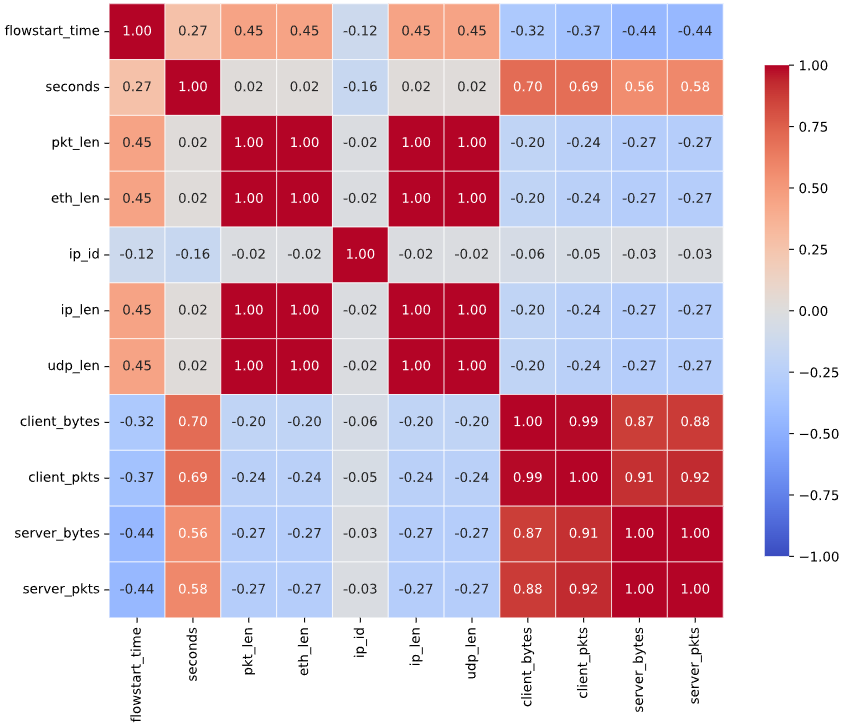 flowstart_time 1.00 0.27 0.45 0.45 -0.12 0.45 0.45 -0.32 -0.37 -0.44 -0.44
seconds 0.27 1.00 0.02 0.02 -0.16 0.02 0.02 0.70 0.69 0.56 0.58
pkt_len 0.45 0.02 1.00 1.00 -0.02 1.00 1.00 -0.20 -0.24 -0.27 -0.27
eth_len 0.45 0.02 1.00 1.00 -0.02 1.00 1.00 -0.20 -0.24 -0.27 -0.27
ip_id -0.12 -0.16 -0.02 -0.02 1.00 -0.02 -0.02 -0.06 -0.05 -0.03 -0.03
ip_len 0.45 0.02 1.00 1.00 -0.02 1.00 1.00 -0.20 -0.24 -0.27 -0.27
udp_len 0.45 0.02 1.00 1.00 -0.02 1.00 1.00 -0.20 -0.24 -0.27 -0.27
client_bytes -0.32 0.70 -0.20 -0.20 -0.06 -0.20 -0.20 1.00 0.99 0.87 0.88
client_pkts -0.37 0.69 -0.24 -0.24 -0.05 -0.24 -0.24 0.99 1.00 0.91 0.92
server_bytes -0.44 0.56 -0.27 -0.27 -0.03 -0.27 -0.27 0.87 0.91 1.00 1.00
server_pkts -0.44 0.58 -0.27 -0.27 -0.03 -0.27 -0.27 0.88 0.92 1.00 1.00
flowstart_time
seconds
pkt_len
eth_len
ip_id
ip_len
udp_len
client_bytes
client_pkts
server_bytes
server_pkts
1.00
0.75
0.50
0.25
0.00
−0.25
−0.50
−0.75
−1.00